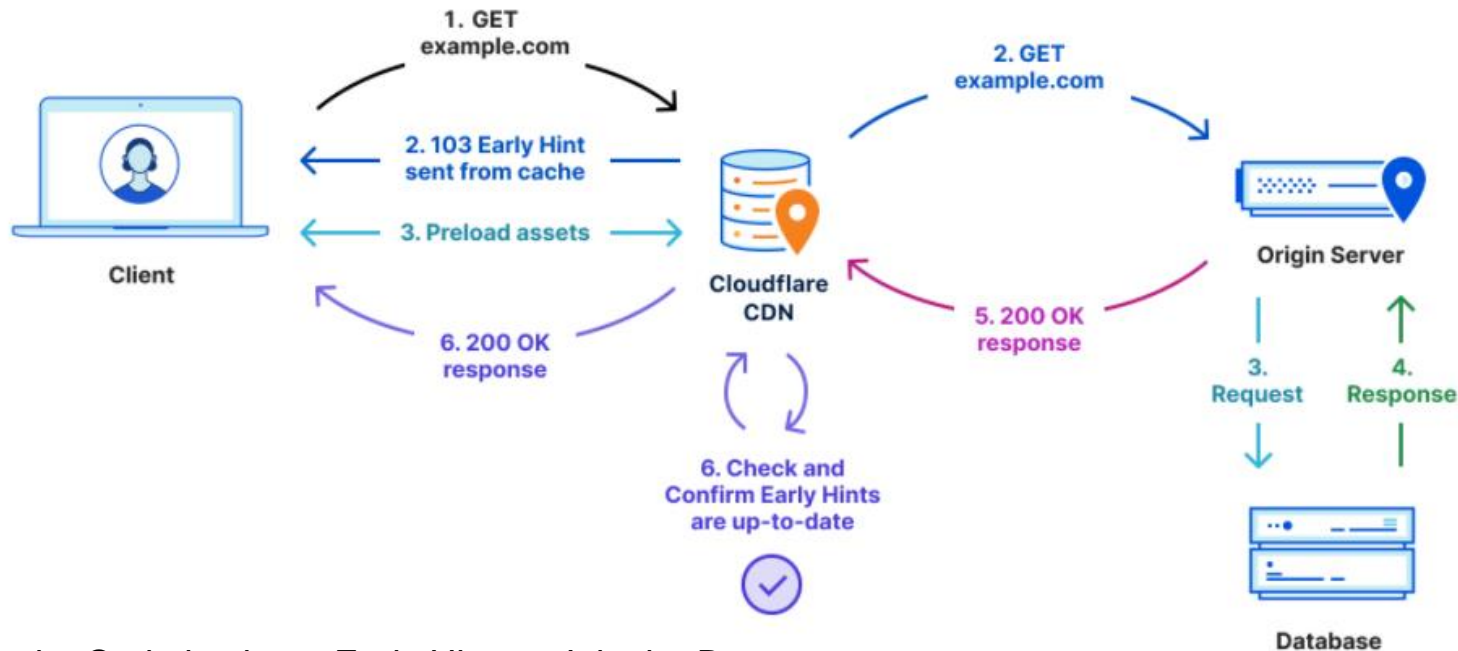 1. GET
example.com
2. GET
example.com
2. 103 Early Hint
sent from cache
3. Preload assets
Client
Cloudflare
CDN
Origin Server
6. 200 OK
response
5. 200 OK
response
3.
Request
4.
Response
6. Check and
Confirm Early Hints
are up-to-date
Database